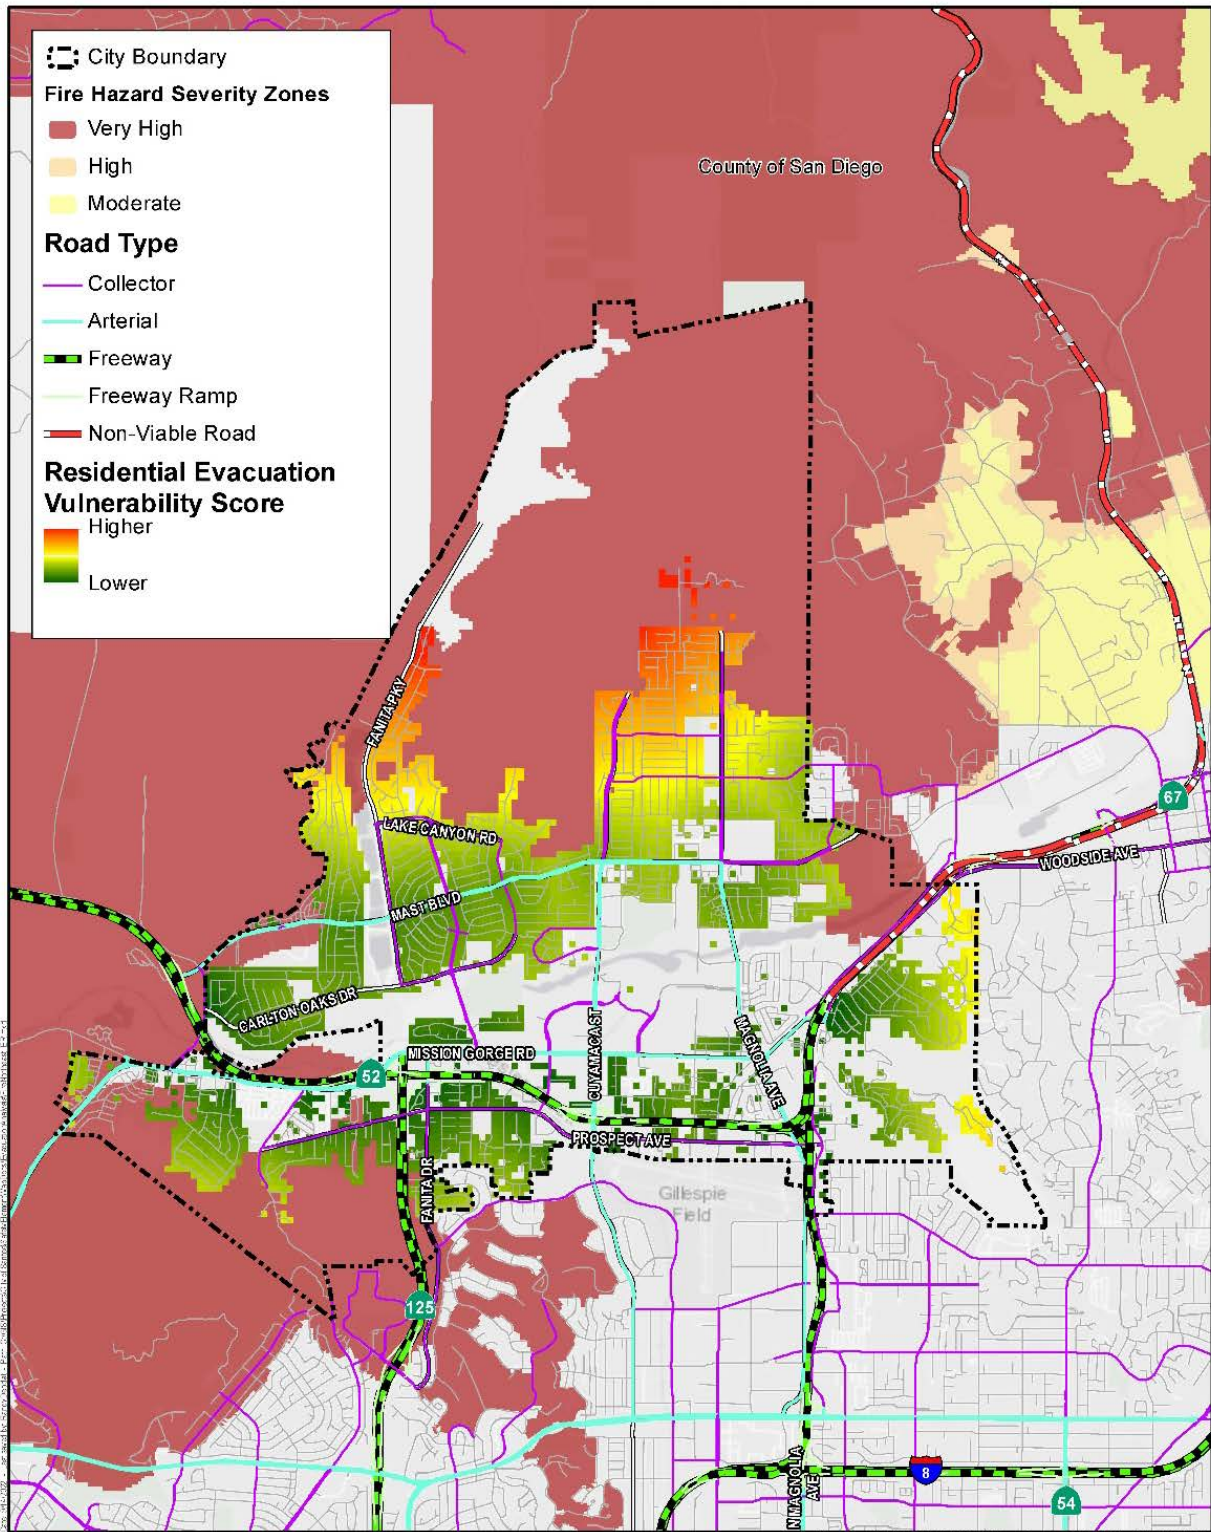 City Boundary
Fire Hazard Severity Zones
Very High
High
Moderate
Road Type
Collector
Arterial
Freeway
Freeway Ramp
Non-Viable Road
Residential Evacuation
Vulnerability Score
Higher
Lower
County of San Diego
FANITA PKY
LAKE CANYON RD
MAST BLVD
CARLTON OAKS DR
67
WOODSIDE AVE
MISSION GORGE RD
52
CUYAMACA ST
MAGNOLIA AVE
PROSPECT AVE
FANITA DR
Gillespie
Field
125
N MAGNOLIA
AVE
8
54